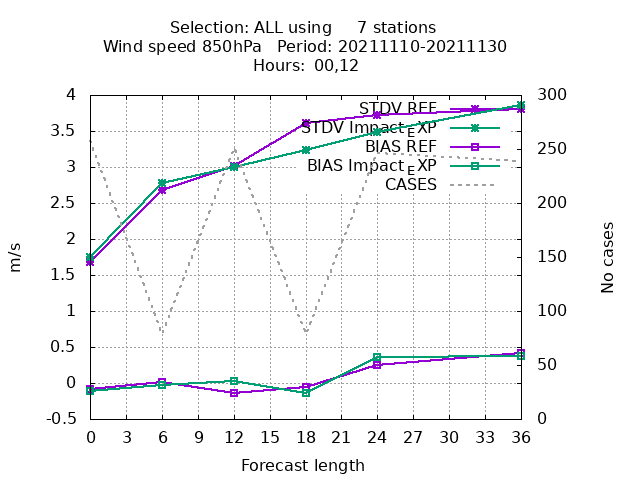 Selection: ALL using     7 stations
Wind speed 850hPa   Period: 20211110-20211130
Hours:  00,12
4
3.5
3
2.5
2
1.5
1
0.5
0
-0.5
m/s
STDV REF
STDV Impact_EXP
BIAS REF
BIAS Impact_EXP
CASES
300
250
200
150
100
50
0
No cases
0 3 6 9 12 15 18 21 24 27 30 33 36
Forecast length